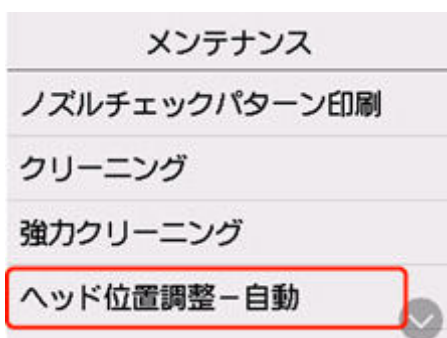 メンテナンス
ノズルチェックパターン印刷
クリーニング
強力クリーニング
ヘッド位置調整－自動